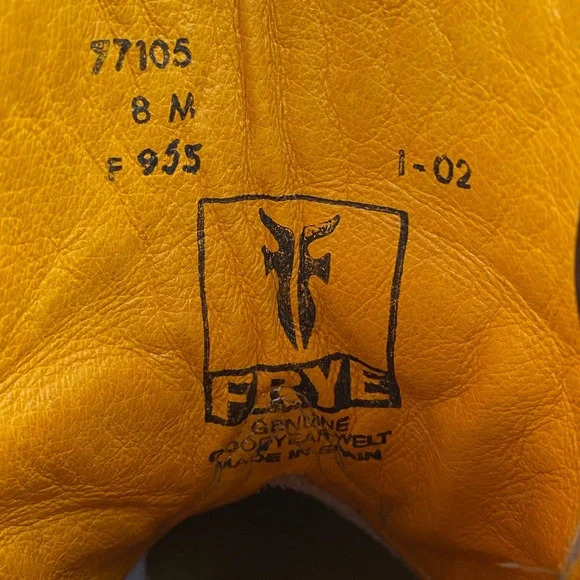 77105
8 M
F 955 1-02
FRYE
GENUINE
GOODYEAR WELT
MADE IN SPAIN